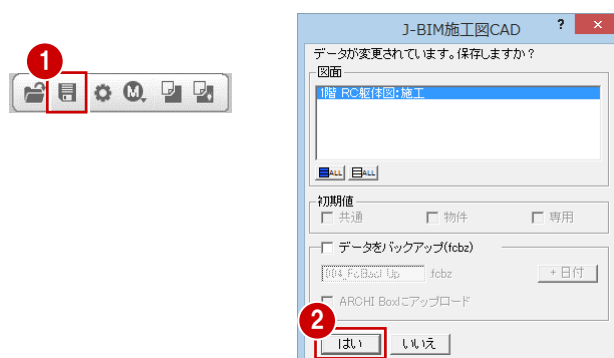 1
M
J-BIM施工図CAD
?
×
データが変更されています。保存しますか?
図面
1階 RC躯体図:施工
ALL
ALL
初期値
共通
物件
専用
データをバックアップ(fcbz)
fcbz
+日付
ARCHI Boxにアップロード
2
はい
いいえ